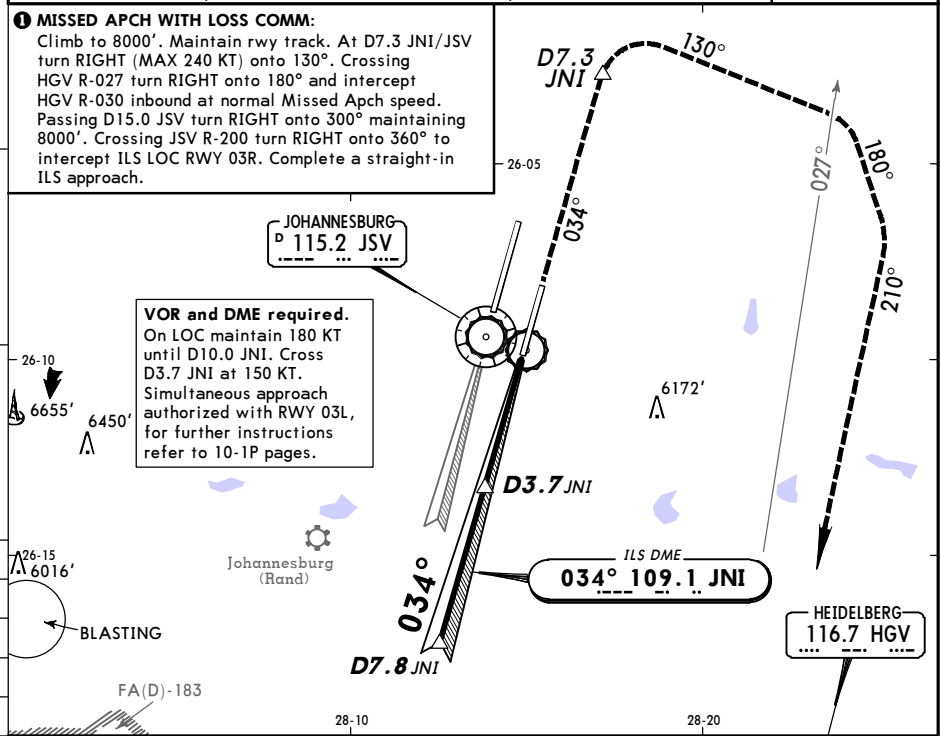 ❶ MISSED APCH WITH LOSS COMM:
Climb to 8000'. Maintain rwy track. At D7.3 JNI/JSV
turn RIGHT (MAX 240 KT) onto 130°. Crossing
HGV R-027 turn RIGHT onto 180° and intercept
HGV R-030 inbound at normal Missed Apch speed.
Passing D15.0 JSV turn RIGHT onto 300° maintaining
8000'. Crossing JSV R-200 turn RIGHT onto 360° to
intercept ILS LOC RWY 03R. Complete a straight-in
ILS approach.
D7.3
JNI
130°
26-05
027°
180°
034°
210°
JOHANNESBURG
D 115.2 JSV
VOR and DME required.
On LOC maintain 180 KT
until D10.0 JNI. Cross
D3.7 JNI at 150 KT.
Simultaneous approach
authorized with RWY 03L,
for further instructions
refer to 10-1P pages.
26-10
6655'
6450'
6172'
D3.7 JNI
26-15
6016'
Johannesburg
(Rand)
ILS DME
034° 109.1 JNI
034°
BLASTING
HEIDELBERG
116.7 HGV
D7.8 JNI
FA(D)-183
28-10
28-20